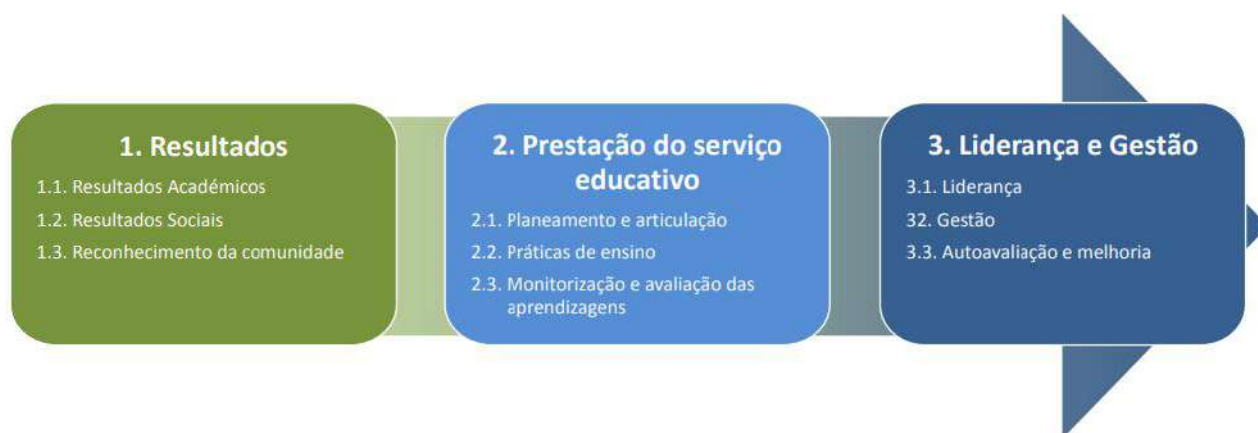 1. Resultados
1.1. Resultados Académicos
1.2. Resultados Sociais
1.3. Reconhecimento da comunidade
2. Prestação do serviço
educativo
2.1. Planeamento e articulação
2.2. Práticas de ensino
2.3. Monitorização e avaliação das
aprendizagens
3. Liderança e Gestão
3.1. Liderança
32. Gestão
3.3. Autoavaliação e melhoria